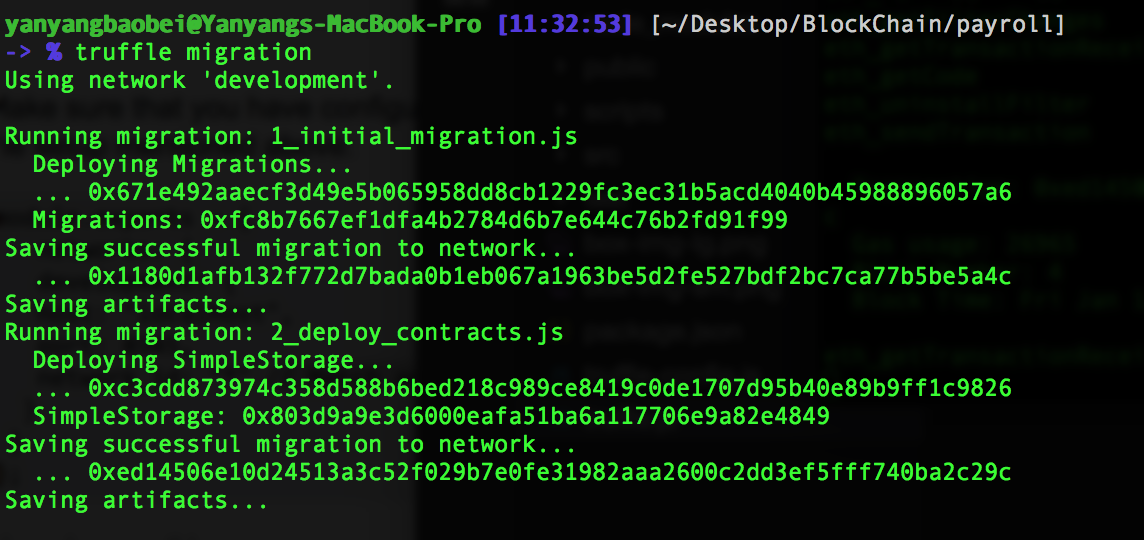 yanyangbaobei@Yanyangs-MacBook-Pro [11:32:53] [~/Desktop/BlockChain/payroll]
-> % truffle migration
Using network 'development'.
Running migration: 1_initial_migration.js
Deploying Migrations...
... 0x671e492aaecf3d49e5b065958dd8cb1229fc3ec31b5acd4040b45988896057a6
Migrations: 0xfc8b7667ef1dfa4b2784d6b7e644c76b2fd91f99
Saving successful migration to network...
... 0x1180d1afb132f772d7bada0b1eb067a1963be5d2fe527bdf2bc7ca77b5be5a4c
Saving artifacts...
Running migration: 2_deploy_contracts.js
Deploying SimpleStorage...
... 0xc3cdd873974c358d588b6bed218c989ce8419c0de1707d95b40e89b9ff1c9826
SimpleStorage: 0x803d9a9e3d6000eafa51ba6a117706e9a82e4849
Saving successful migration to network...
... 0xed14506e10d24513a3c52f029b7e0fe31982aaa2600c2dd3ef5fff740ba2c29c
Saving artifacts...